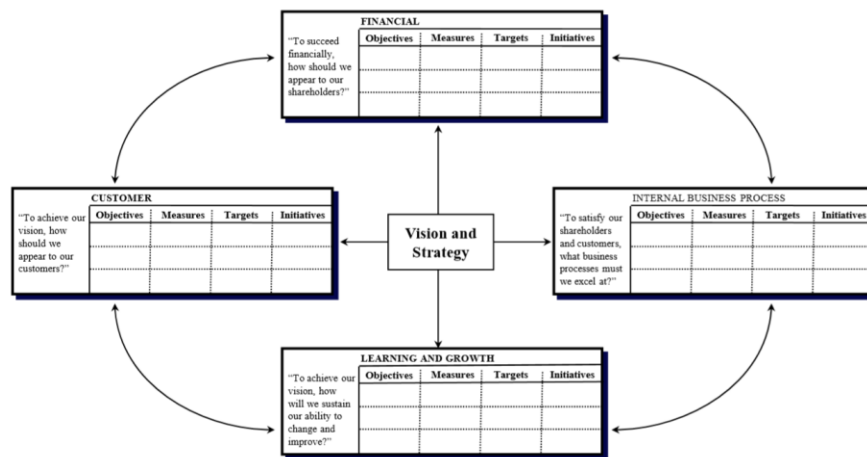 FINANCIAL
"To succeed
financially,
how should we
appear to our
shareholders?"
Objectives Measures Targets Initiatives
CUSTOMER
"To achieve our
vision, how
should we
appear to our
customers?"
Objectives Measures Targets Initiatives
Vision and
Strategy
INTERNAL BUSINESS PROCESS
"To satisfy our
shareholders
and customers,
what business
processes must
we excel at?"
Objectives Measures Targets Initiatives
LEARNING AND GROWTH
"To achieve our
vision, how
will we sustain
our ability to
change and
improve?"
Objectives Measures Targets Initiatives